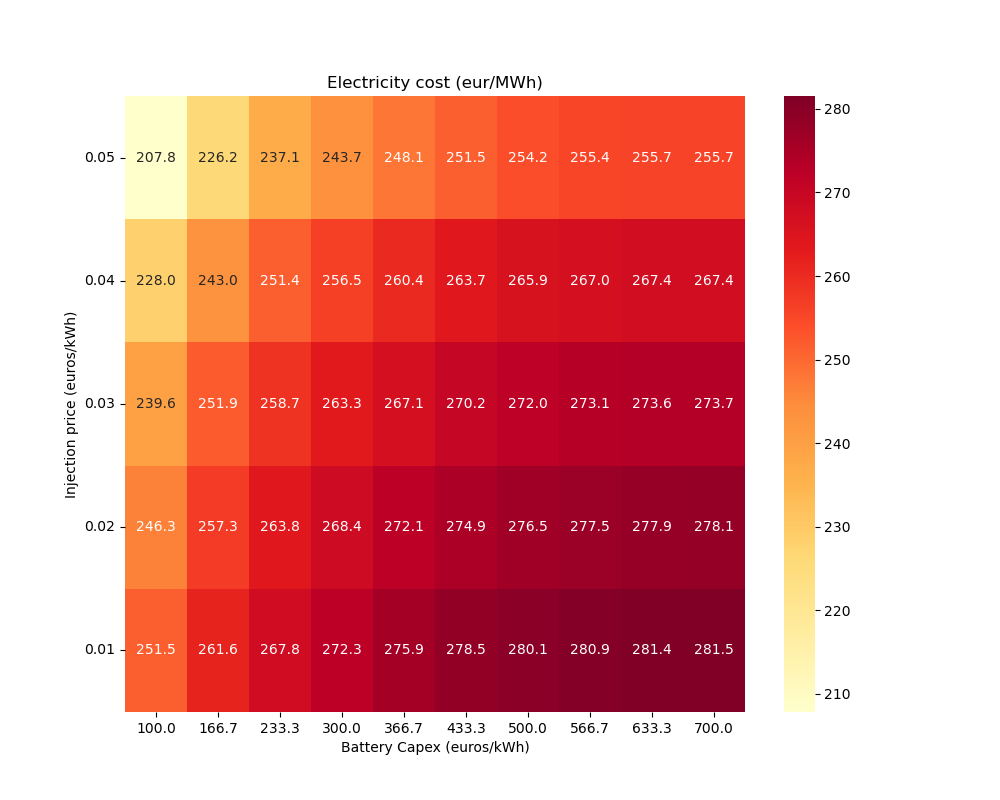 Electricity cost (eur/MWh)
0.05 207.8 226.2 237.1 243.7 248.1 251.5 254.2 255.4 255.7 255.7
0.04 228.0 243.0 251.4 256.5 260.4 263.7 265.9 267.0 267.4 267.4
0.03 239.6 251.9 258.7 263.3 267.1 270.2 272.0 273.1 273.6 273.7
0.02 246.3 257.3 263.8 268.4 272.1 274.9 276.5 277.5 277.9 278.1
0.01 251.5 261.6 267.8 272.3 275.9 278.5 280.1 280.9 281.4 281.5
100.0 166.7 233.3 300.0 366.7 433.3 500.0 566.7 633.3 700.0
Battery Capex (euros/kWh)
Injection price (euros/kWh)
280
270
260
250
240
230
220
210